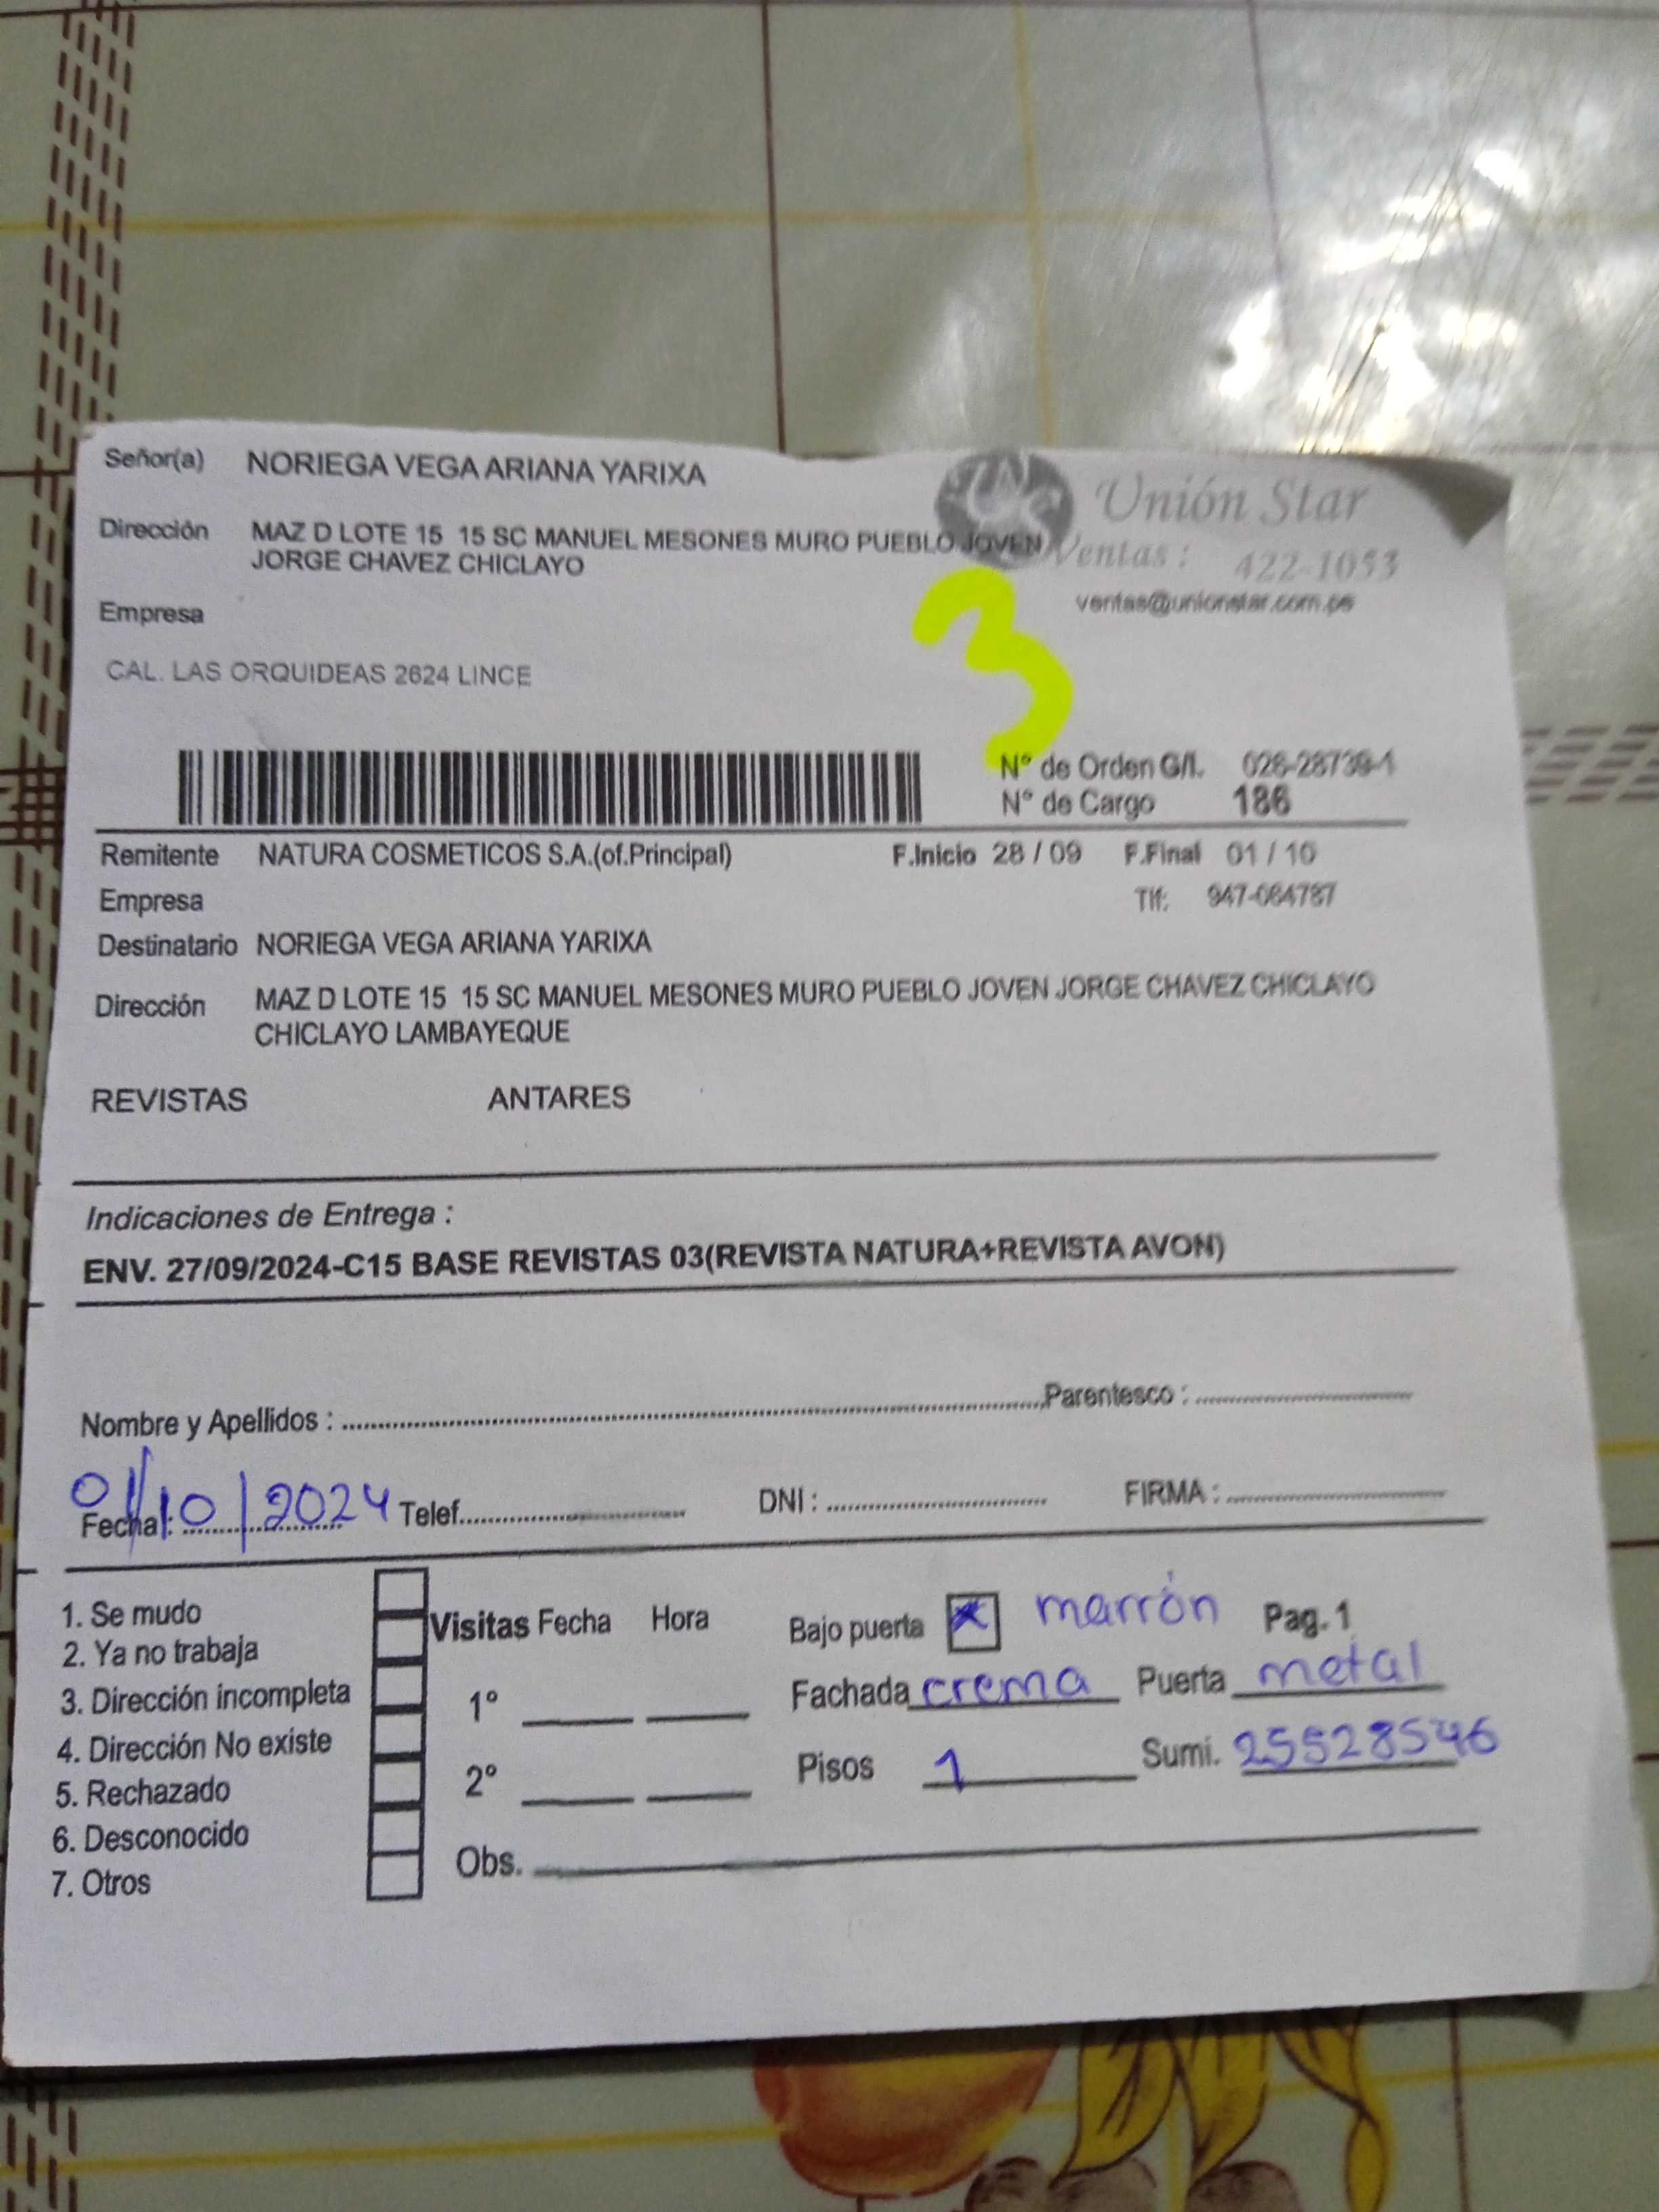 Señor(a) NORIEGA VEGA ARIANA YARIXA
Unión Star
Dirección MAZ D LOTE 15 15 SC MANUEL MESONES MURO PUEBLO JOVEN
JORGE CHAVEZ CHICLAYO
Ventas : 422-1053
ventas@unionstar.com.pe
Empresa
3
CAL. LAS ORQUIDEAS 2624 LINCE
Nº de Orden G/I. 026-28739-1
Nº de Cargo 186
Remitente NATURA COSMETICOS S.A.(of.Principal) F.Inicio 28 / 09 F.Final 01 / 10
Empresa Tlf: 947-064787
Destinatario NORIEGA VEGA ARIANA YARIXA
Dirección MAZ D LOTE 15 15 SC MANUEL MESONES MURO PUEBLO JOVEN JORGE CHAVEZ CHICLAYO
CHICLAYO LAMBAYEQUE
REVISTAS ANTARES
Indicaciones de Entrega :
ENV. 27/09/2024-C15 BASE REVISTAS 03(REVISTA NATURA+REVISTA AVON)
Nombre y Apellidos : Parentesco :
Fecha: 01/10/2024 Telef. DNI : FIRMA :
1. Se mudo
2. Ya no trabaja
3. Dirección incompleta
4. Dirección No existe
5. Rechazado
6. Desconocido
7. Otros
Visitas Fecha Hora
1º
2º
Obs.
Bajo puerta x marrón Pag. 1
Fachada crema Puerta metal
Pisos 1 Sumi. 25528546